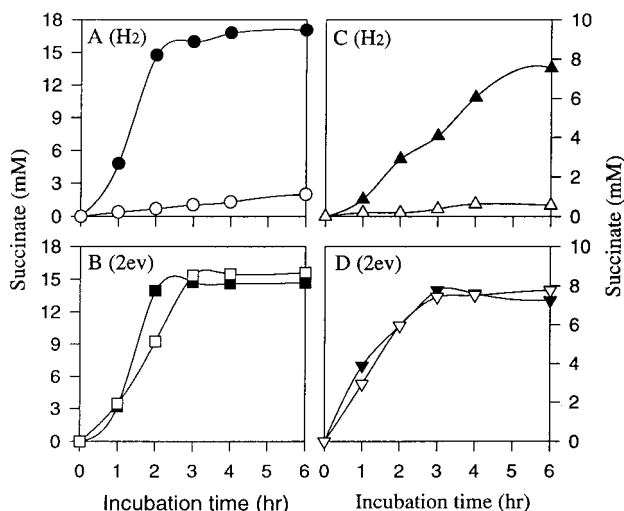 A (H2)
18
15
12
9
6
3
0
C (H2)
10
8
6
4
2
0
Succinate (mM)
Succinate (mM)
B (2ev)
18
15
12
9
6
3
0
D (2ev)
10
8
6
4
2
0
0 1 2 3 4 5 6
0 1 2 3 4 5 6
Incubation time (hr)
Incubation time (hr)